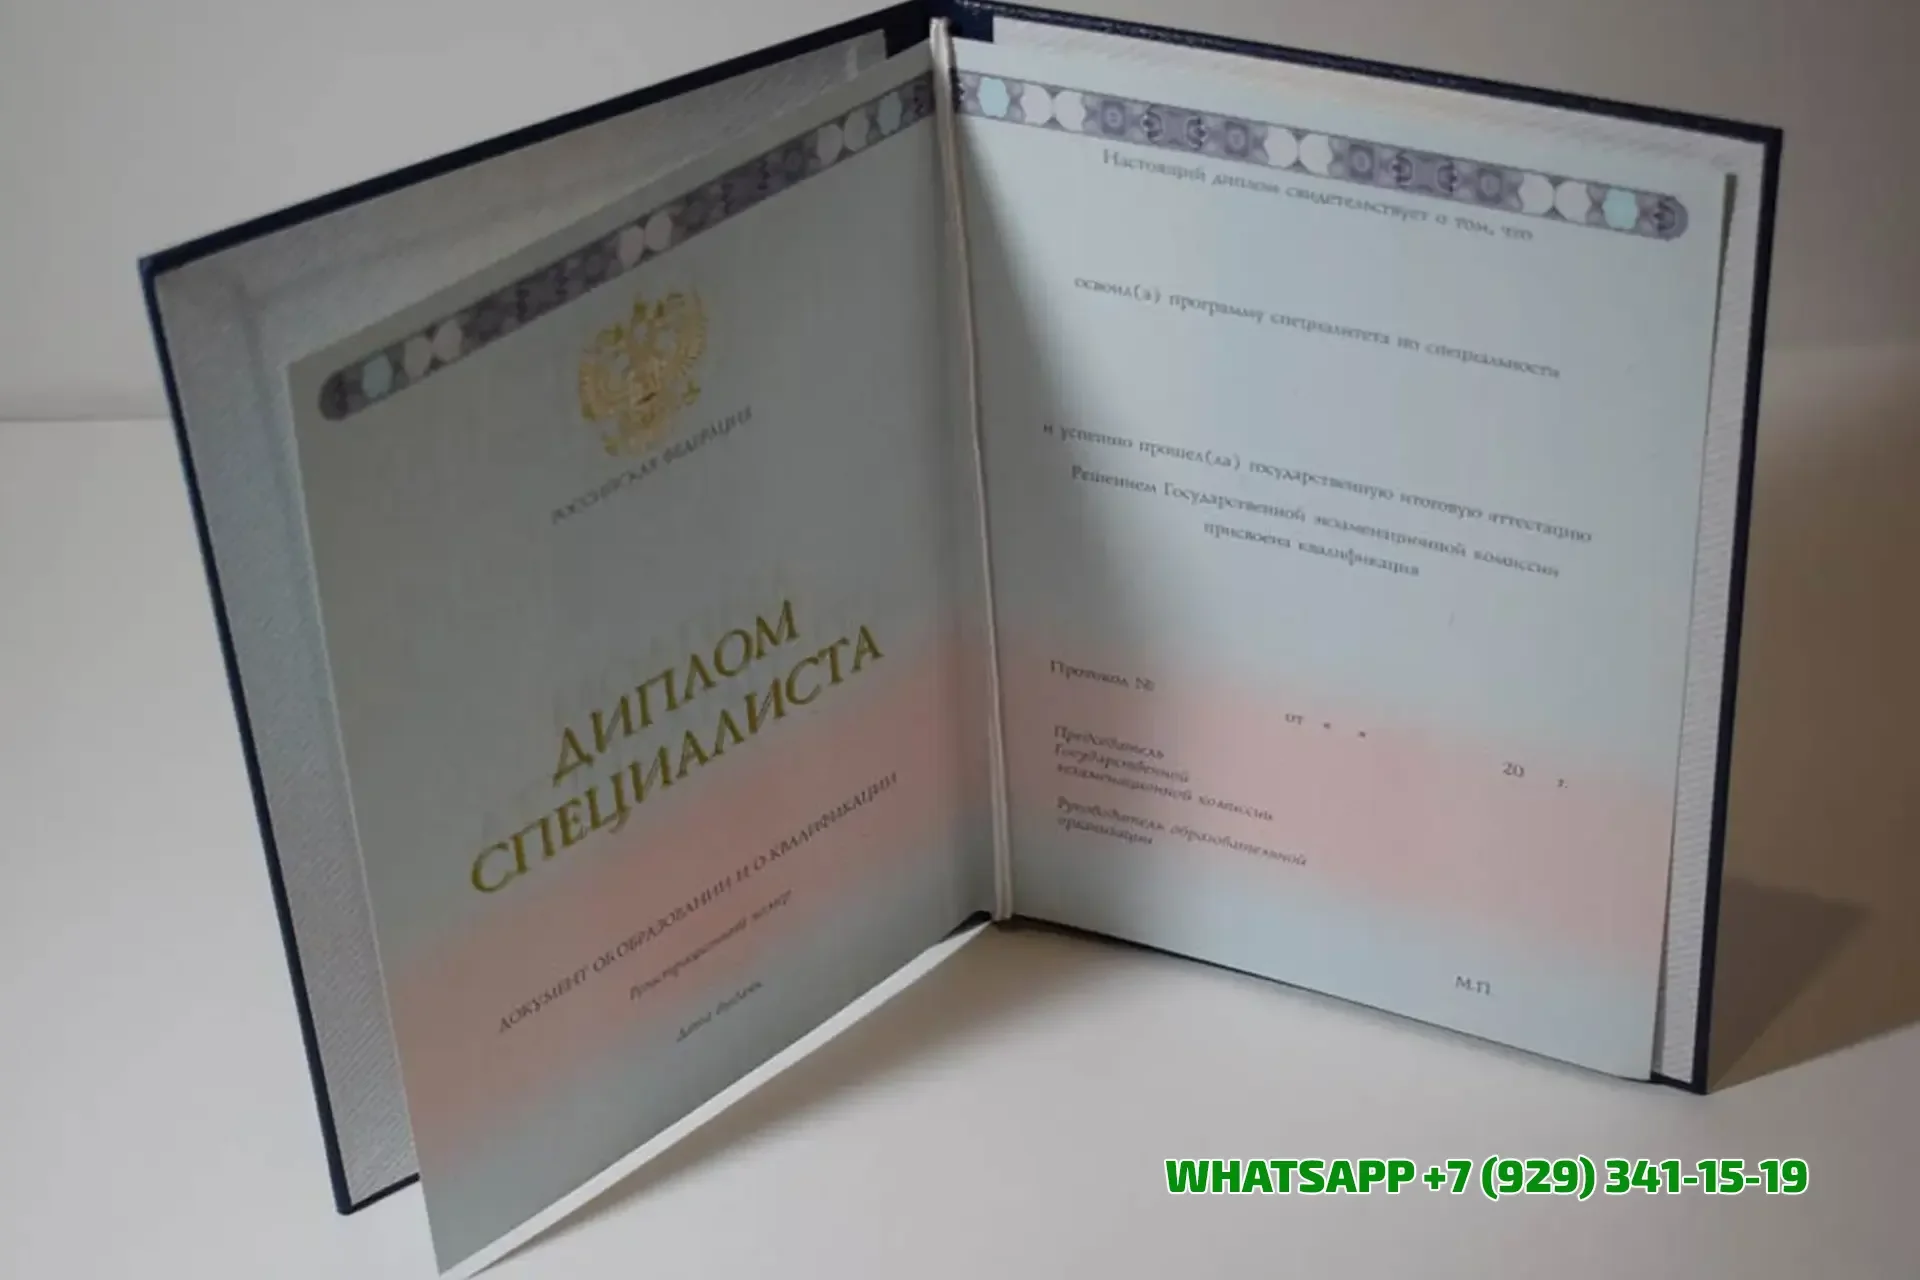 РОССИЙСКАЯ ФЕДЕРАЦИЯ
ДИПЛОМ
СПЕЦИАЛИСТА
ДОКУМЕНТ ОБ ОБРАЗОВАНИИ И О КВАЛИФИКАЦИИ
Регистрационный номер
Дата выдачи
Настоящий диплом свидетельствует о том, что
освоил(а) программу специалитета по специальности
и успешно прошел(ла) государственную итоговую аттестацию
Решением Государственной экзаменационной комиссии
присвоена квалификация
Протокол №
от « » 20 г.
Председатель
Государственной
экзаменационной комиссии
Руководитель образовательной
организации
М.П.
WHATSAPP +7 (929) 341-15-19